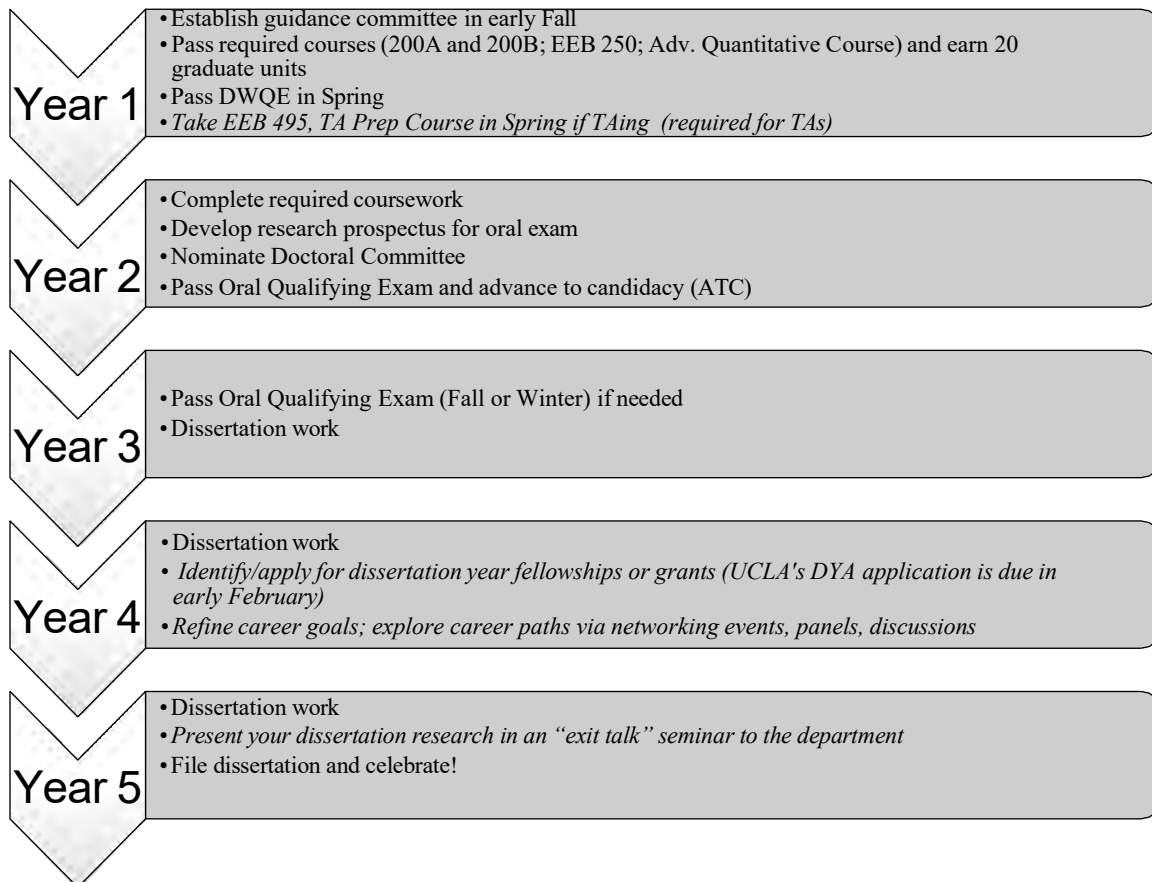 Year 1
•Establish guidance committee in early Fall
•Pass required courses (200A and 200B; EEB 250; Adv. Quantitative Course) and earn 20
graduate units
•Pass DWQE in Spring
•Take EEB 495, TA Prep Course in Spring if TAing (required for TAs)
Year 2
•Complete required coursework
•Develop research prospectus for oral exam
•Nominate Doctoral Committee
•Pass Oral Qualifying Exam and advance to candidacy (ATC)
Year 3
•Pass Oral Qualifying Exam (Fall or Winter) if needed
•Dissertation work
Year 4
•Dissertation work
• Identify/apply for dissertation year fellowships or grants (UCLA's DYA application is due in
early February)
•Refine career goals; explore career paths via networking events, panels, discussions
Year 5
•Dissertation work
•Present your dissertation research in an “exit talk” seminar to the department
•File dissertation and celebrate!